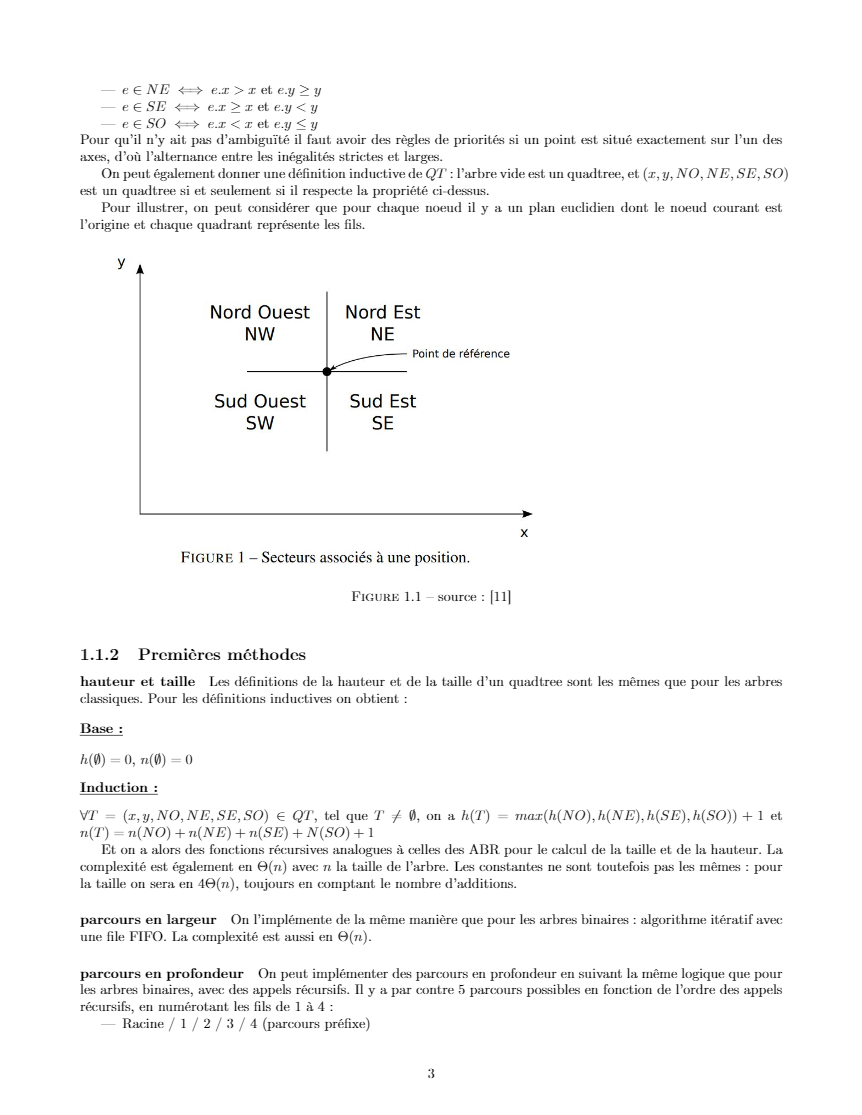 — e ∈ NE ⟺ e.x > x et e.y ≥ y
— e ∈ SE ⟺ e.x ≥ x et e.y < y
— e ∈ SO ⟺ e.x < x et e.y ≤ y
Pour qu'il n'y ait pas d'ambiguïté il faut avoir des règles de priorités si un point est situé exactement sur l'un des
axes, d'où l'alternance entre les inégalités strictes et larges.
On peut également donner une définition inductive de QT : l'arbre vide est un quadtree, et (x, y, NO, NE, SE, SO)
est un quadtree si et seulement si il respecte la propriété ci-dessus.
Pour illustrer, on peut considérer que pour chaque noeud il y a un plan euclidien dont le noeud courant est
l'origine et chaque quadrant représente les fils.
y
Nord Ouest
NW
Nord Est
NE
Point de référence
Sud Ouest
SW
Sud Est
SE
x
FIGURE 1 – Secteurs associés à une position.
FIGURE 1.1 – source : [11]
1.1.2 Premières méthodes
hauteur et taille Les définitions de la hauteur et de la taille d'un quadtree sont les mêmes que pour les arbres
classiques. Pour les définitions inductives on obtient :
Base :
h(∅) = 0, n(∅) = 0
Induction :
∀T = (x, y, NO, NE, SE, SO) ∈ QT, tel que T ≠ ∅, on a h(T) = max(h(NO), h(NE), h(SE), h(SO)) + 1 et
n(T) = n(NO) + n(NE) + n(SE) + N(SO) + 1
Et on a alors des fonctions récursives analogues à celles des ABR pour le calcul de la taille et de la hauteur. La
complexité est également en Θ(n) avec n la taille de l'arbre. Les constantes ne sont toutefois pas les mêmes : pour
la taille on sera en 4Θ(n), toujours en comptant le nombre d'additions.
parcours en largeur On l'implémente de la même manière que pour les arbres binaires : algorithme itératif avec
une file FIFO. La complexité est aussi en Θ(n).
parcours en profondeur On peut implémenter des parcours en profondeur en suivant la même logique que pour
les arbres binaires, avec des appels récursifs. Il y a par contre 5 parcours possibles en fonction de l'ordre des appels
récursifs, en numérotant les fils de 1 à 4 :
— Racine / 1 / 2 / 3 / 4 (parcours préfixe)
3